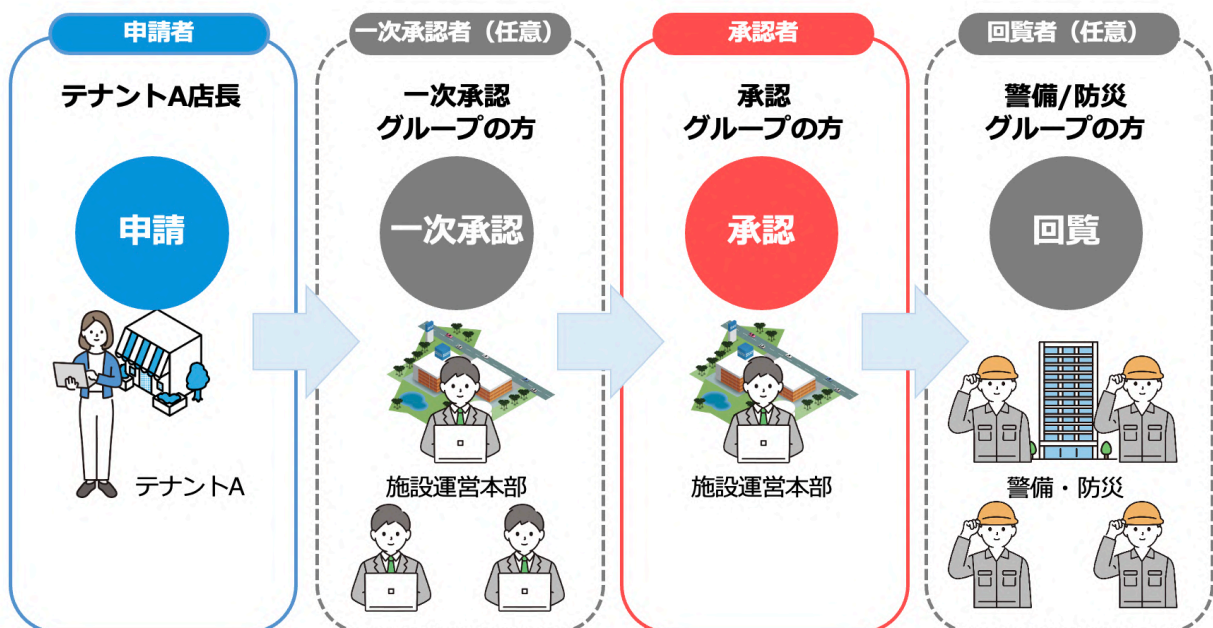 申請者
テナントA店長
申請
テナントA
一次承認者（任意）
一次承認
グループの方
一次承認
施設運営本部
承認者
承認
グループの方
承認
施設運営本部
回覧者（任意）
警備/防災
グループの方
回覧
警備・防災